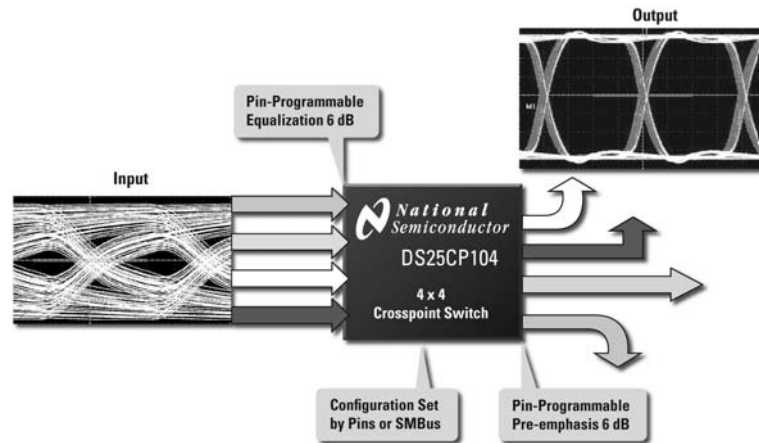 Output
Pin-Programmable
Equalization 6 dB
M1
Input
National
Semiconductor
DS25CP104
4 x 4
Crosspoint Switch
Configuration Set
by Pins or SMBus
Pin-Programmable
Pre-emphasis 6 dB